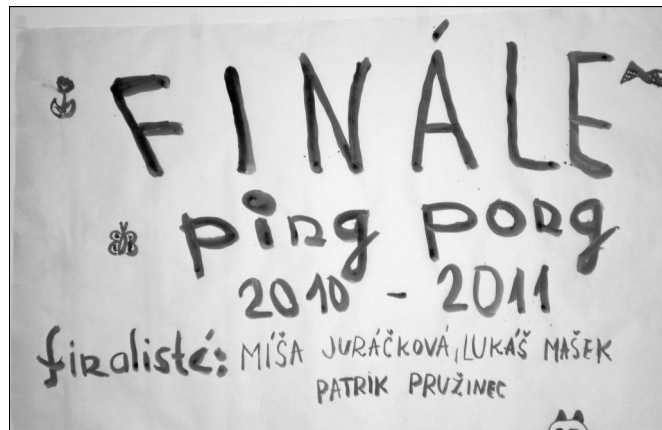 FINÁLE
ping pong
2010 - 2011
finalisté: MÍŠA JURÁČKOVÁ, LUKÁŠ MAŠEK
PATRIK PRUŽINEC